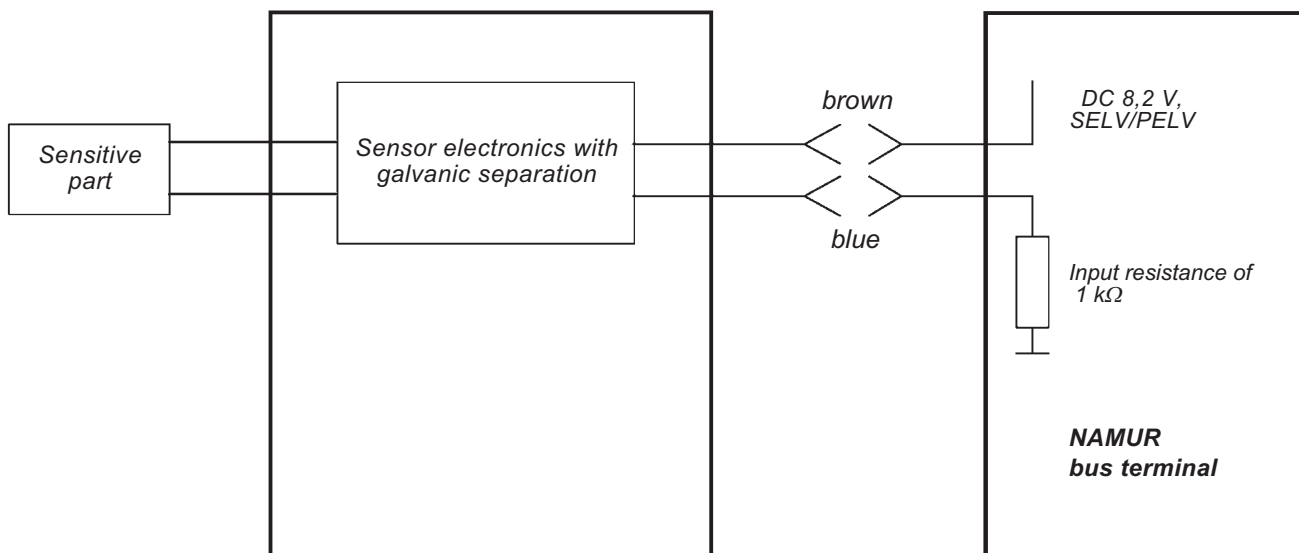 Sensitive
part
Sensor electronics with
galvanic separation
brown
blue
DC 8,2 V,
SELV/PELV
Input resistance of
1 kΩ
NAMUR
bus terminal